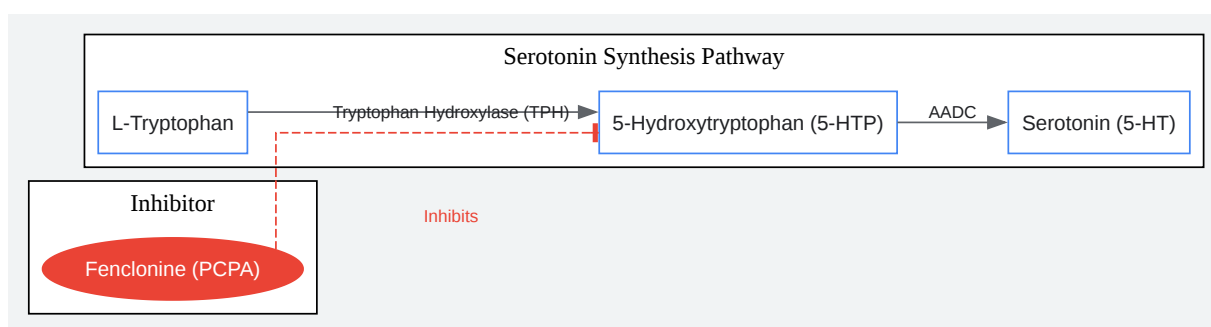 Serotonin Synthesis Pathway
L-Tryptophan
Tryptophan Hydroxylase (TPH)
5-Hydroxytryptophan (5-HTP)
AADC
Serotonin (5-HT)
Inhibitor
Inhibits
Fenclonine (PCPA)